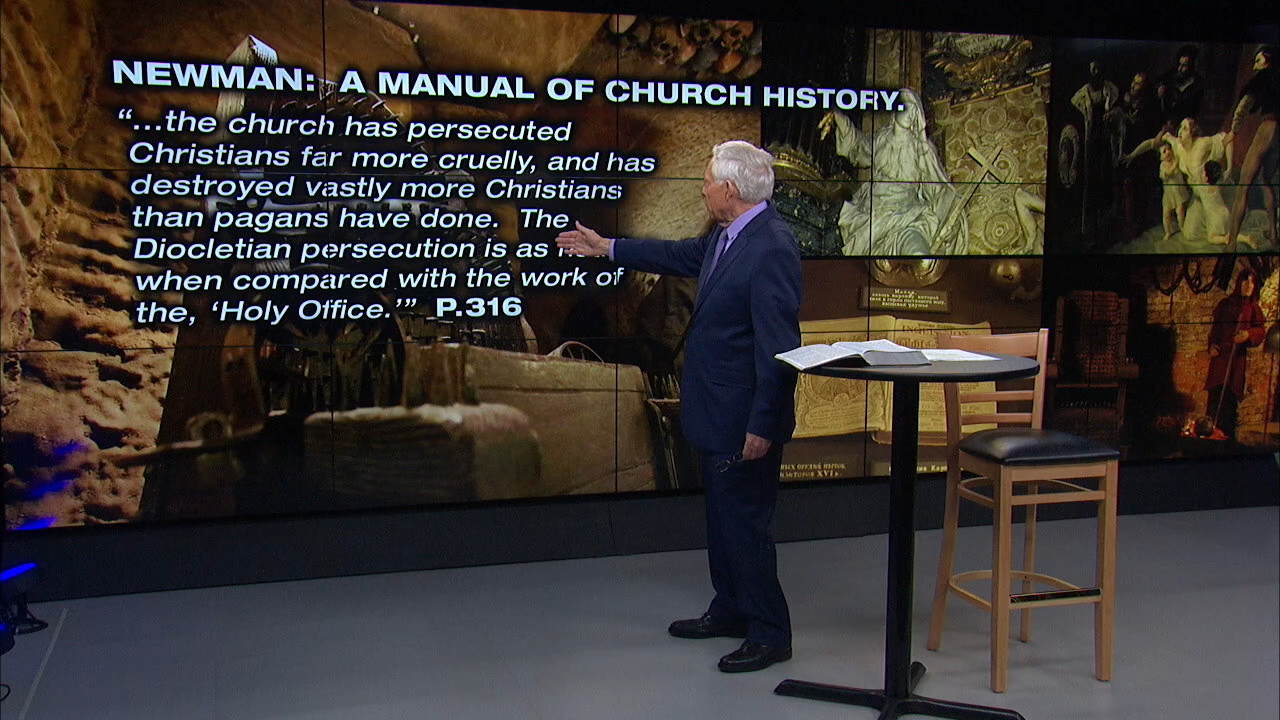 NEWMAN: A MANUAL OF CHURCH HISTORY.
“...the church has persecuted
Christians far more cruelly, and has
destroyed vastly more Christians
than pagans have done. The
Diocletian persecution is as
when compared with the work of
the, ‘Holy Office.’” P.316